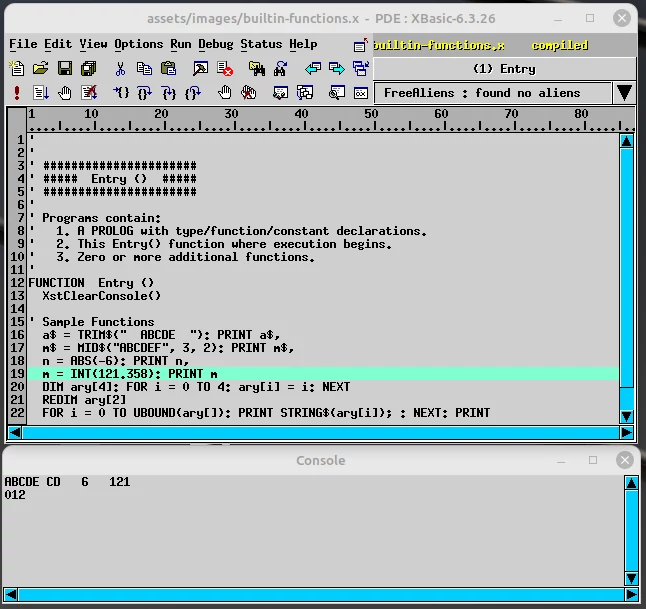 assets/images/builtin-functions.x - PDE : XBasic-6.3.26
File Edit View Options Run Debug Status Help
builtin-functions.x compiled
(1) Entry
FreeAliens : found no aliens
1 10 20 30 40 50 60 70 80
1 '
2 '
3 ' ######################
4 ' ##### Entry () #####
5 ' ######################
6 '
7 ' Programs contain:
8 ' 1. A PROLOG with type/function/constant declarations.
9 ' 2. This Entry() function where execution begins.
10 ' 3. Zero or more additional functions.
11 '
12 FUNCTION Entry ()
13 XstClearConsole()
14
15 ' Sample Functions
16 a$ = TRIM$(" ABCDE "): PRINT a$,
17 m$ = MID$("ABCDEF", 3, 2): PRINT m$,
18 n = ABS(-6): PRINT n,
19 m = INT(121.358): PRINT m
20 DIM ary[4]: FOR i = 0 TO 4: ary[i] = i: NEXT
21 REDIM ary[2]
22 FOR i = 0 TO UBOUND(ary[]): PRINT STRING$(ary[i]); : NEXT: PRINT
Console
ABCDE CD 6 121
012